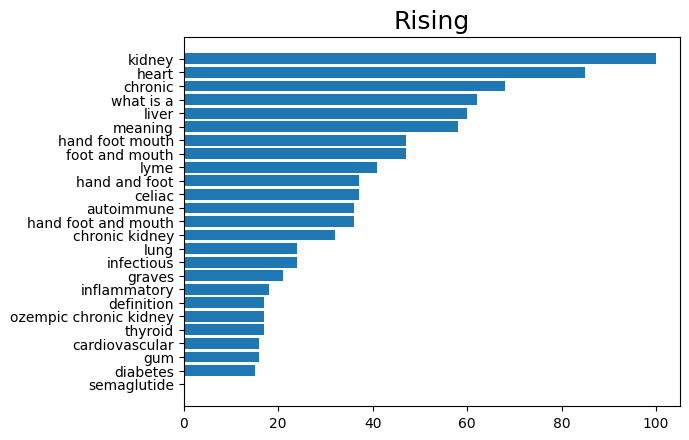 Rising
kidney
heart
chronic
what is a
liver
meaning
hand foot mouth
foot and mouth
lyme
hand and foot
celiac
autoimmune
hand foot and mouth
chronic kidney
lung
infectious
graves
inflammatory
definition
ozempic chronic kidney
thyroid
cardiovascular
gum
diabetes
semaglutide
0 20 40 60 80 100